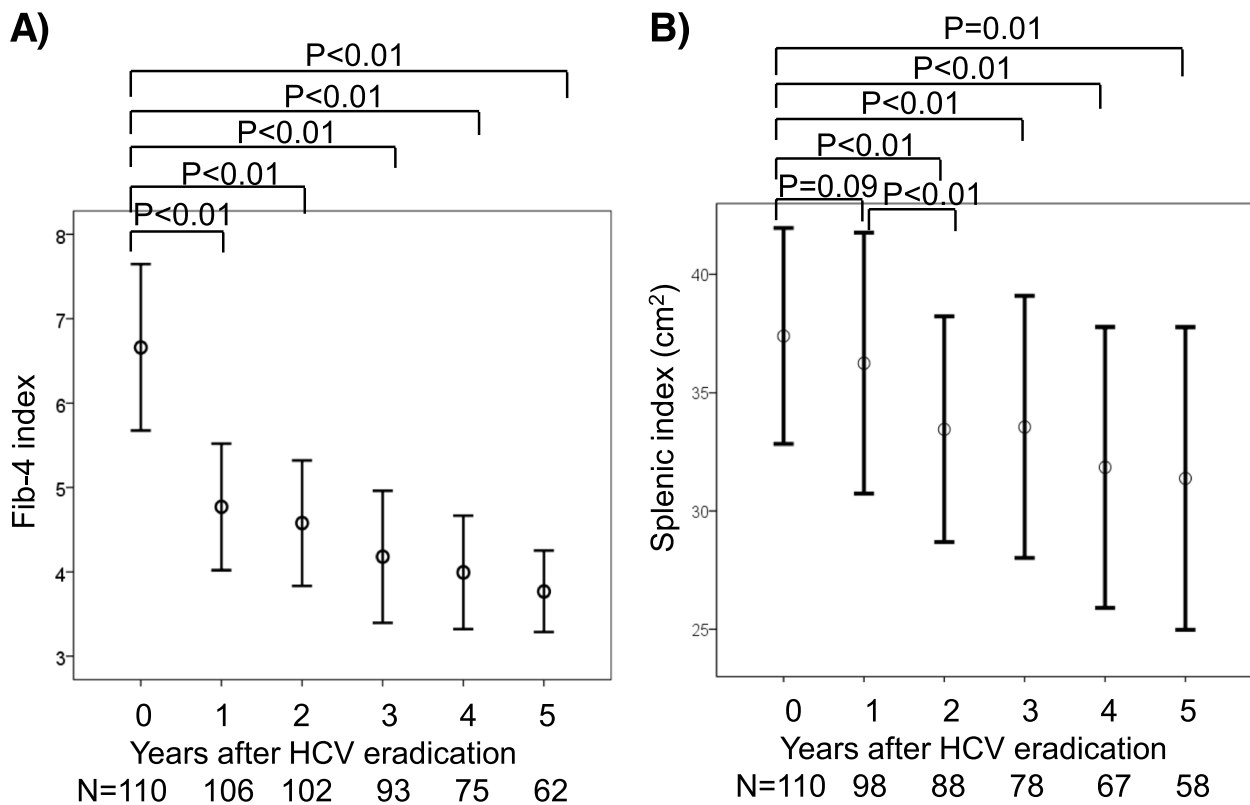 A)
P<0.01
P<0.01
P<0.01
P<0.01
P<0.01
8
7
6
5
4
3
Fib-4 index
0 1 2 3 4 5
Years after HCV eradication
N=110 106 102 93 75 62
B)
P=0.01
P<0.01
P<0.01
P<0.01
P=0.09 P<0.01
40
35
30
25
Splenic index (cm²)
0 1 2 3 4 5
Years after HCV eradication
N=110 98 88 78 67 58